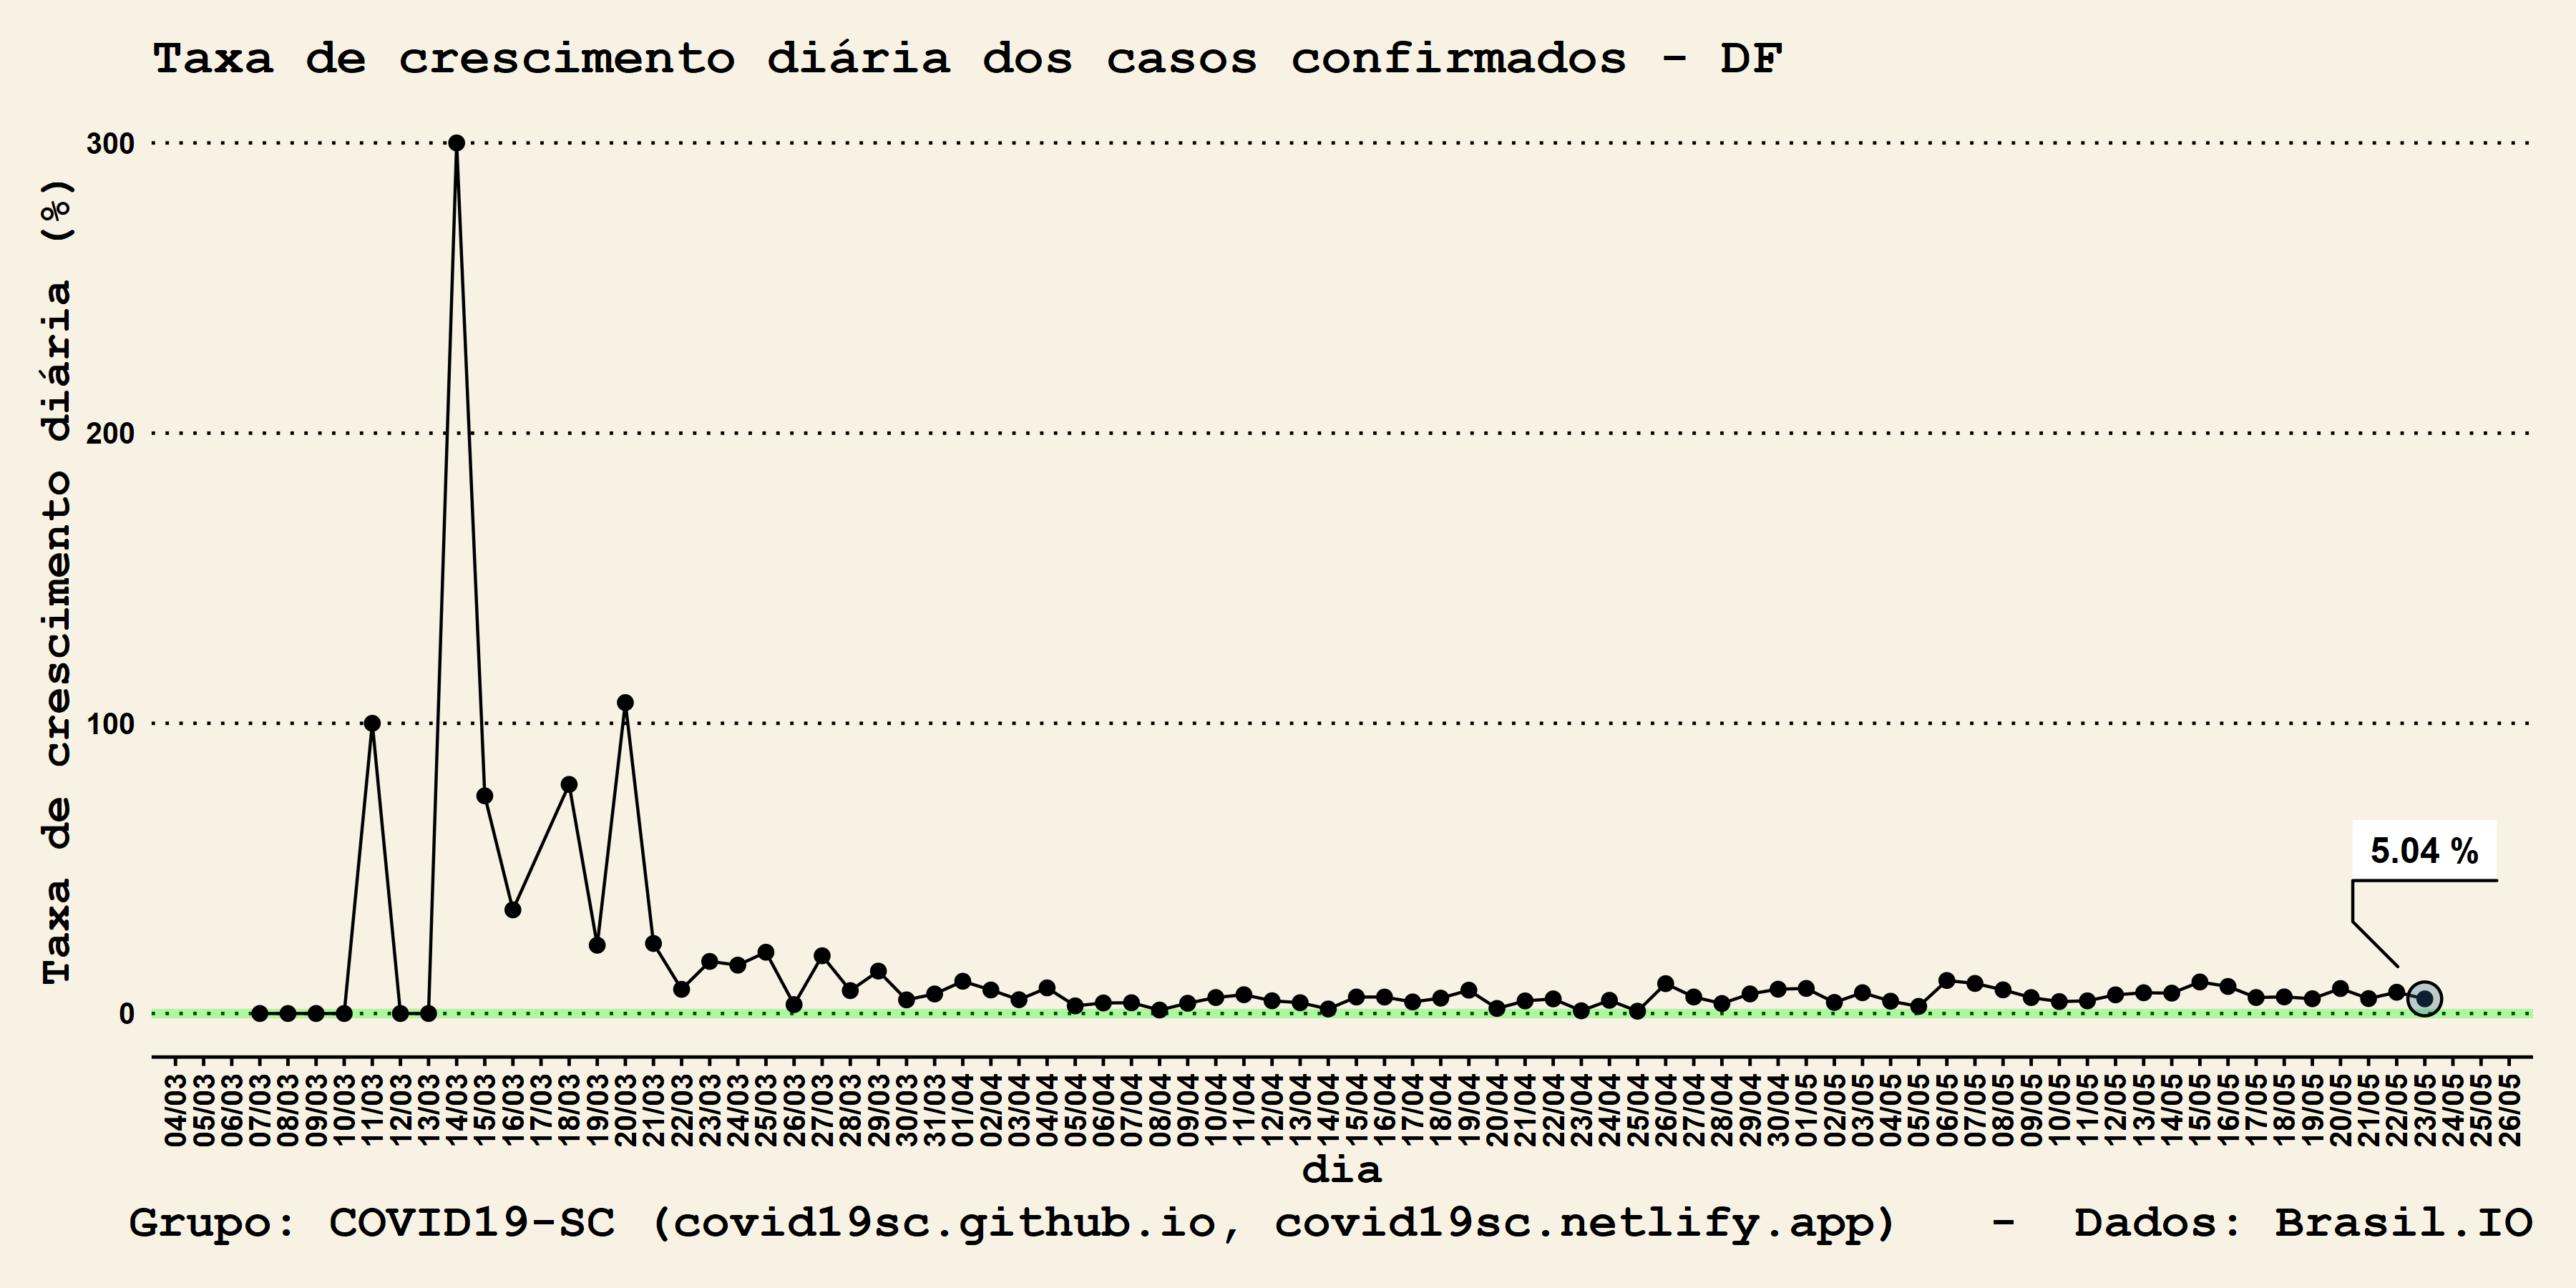 Taxa de crescimento diária dos casos confirmados - DF
Taxa de crescimento diária (%)
300
200
100
0
5.04 %
04/03 05/03 06/03 07/03 08/03 09/03 10/03 11/03 12/03 13/03 14/03 15/03 16/03 17/03 18/03 19/03 20/03 21/03 22/03 23/03 24/03 25/03 26/03 27/03 28/03 29/03 30/03 31/03 01/04 02/04 03/04 04/04 05/04 06/04 07/04 08/04 09/04 10/04 11/04 12/04 13/04 14/04 15/04 16/04 17/04 18/04 19/04 20/04 21/04 22/04 23/04 24/04 25/04 26/04 27/04 28/04 29/04 30/04 01/05 02/05 03/05 04/05 05/05 06/05 07/05 08/05 09/05 10/05 11/05 12/05 13/05 14/05 15/05 16/05 17/05 18/05 19/05 20/05 21/05 22/05 23/05 24/05 25/05 26/05
dia
Grupo: COVID19-SC (covid19sc.github.io, covid19sc.netlify.app) - Dados: Brasil.IO